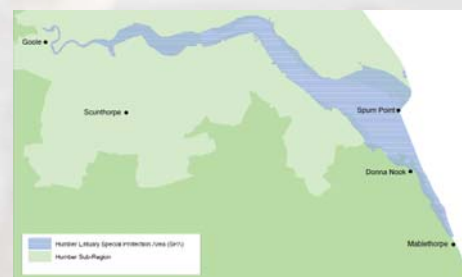 Goole
Spurn Point
Scunthorpe
Donna Nook
Mablethorpe
Humber Estuary Special Protection Area (SPA)
Humber Sub-Region